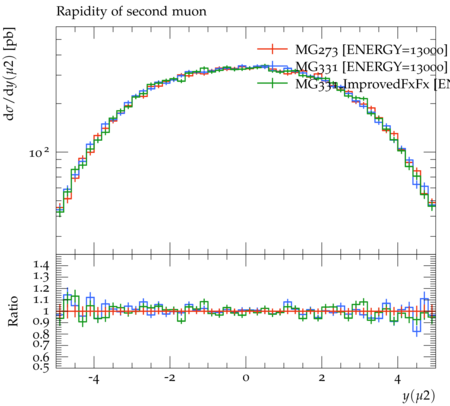 Rapidity of second muon
dσ/dy(μ2) [pb]
MG273 [ENERGY=13000]
MG331 [ENERGY=13000]
ImprovedFxFx
10²
Ratio
1.4
1.3
1.2
1.1
1
0.9
0.8
0.7
0.6
0.5
-4 -2 0 2 4
y(μ2)